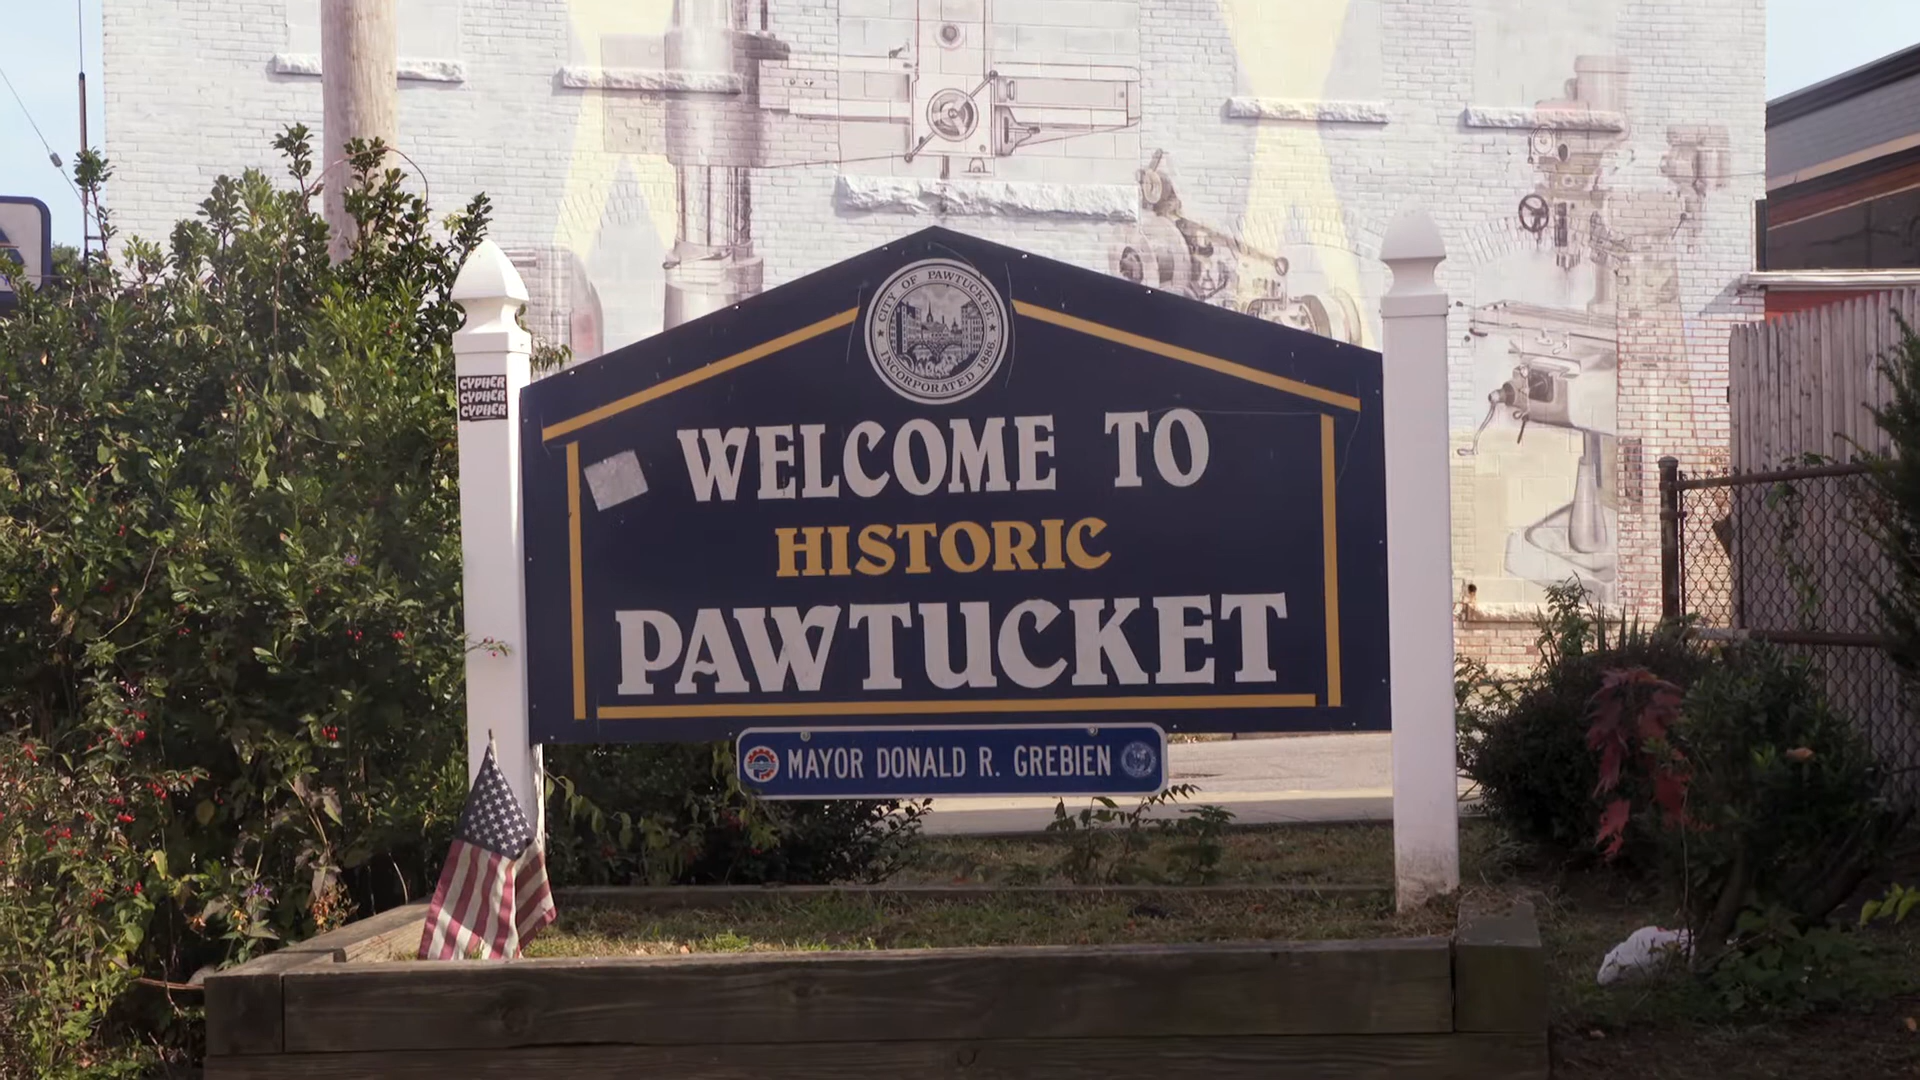 CITY OF PAWTUCKET
INCORPORATED 1886
CYPHER
CYPHER
CYPHER
WELCOME TO
HISTORIC
PAWTUCKET
MAYOR DONALD R. GREBIEN